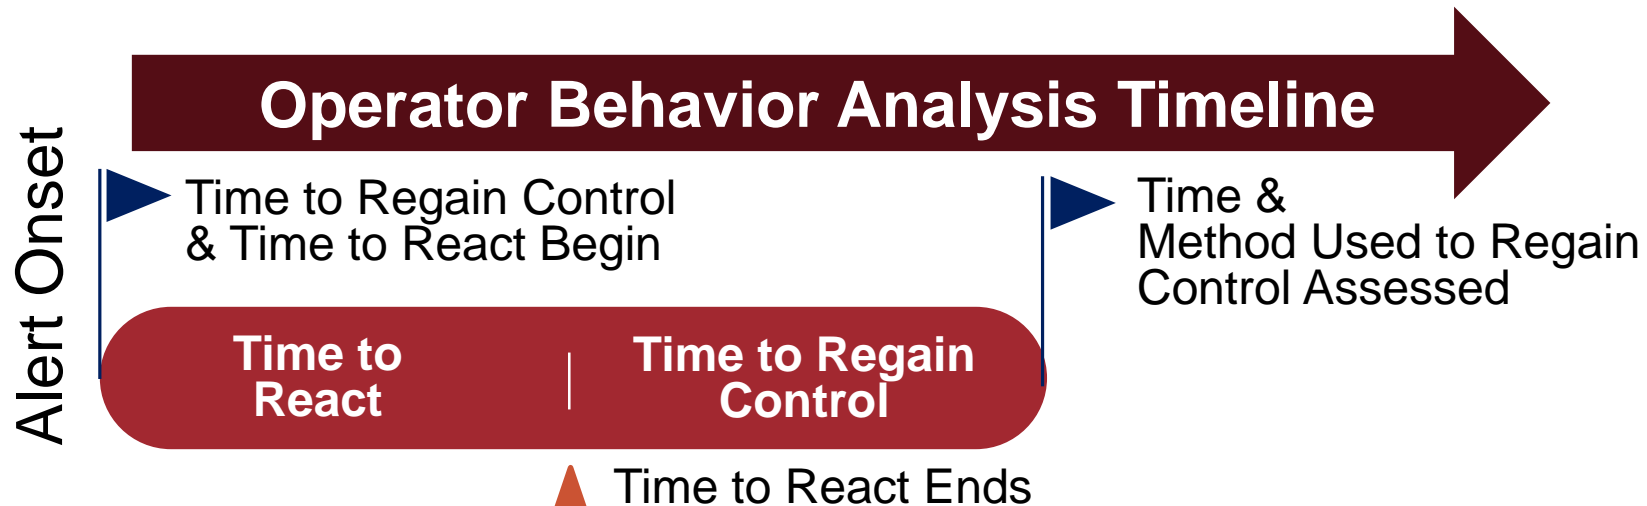 Operator Behavior Analysis Timeline
Alert Onset
Time to Regain Control
& Time to React Begin
Time &
Method Used to Regain
Control Assessed
Time to
React
Time to Regain
Control
Time to React Ends